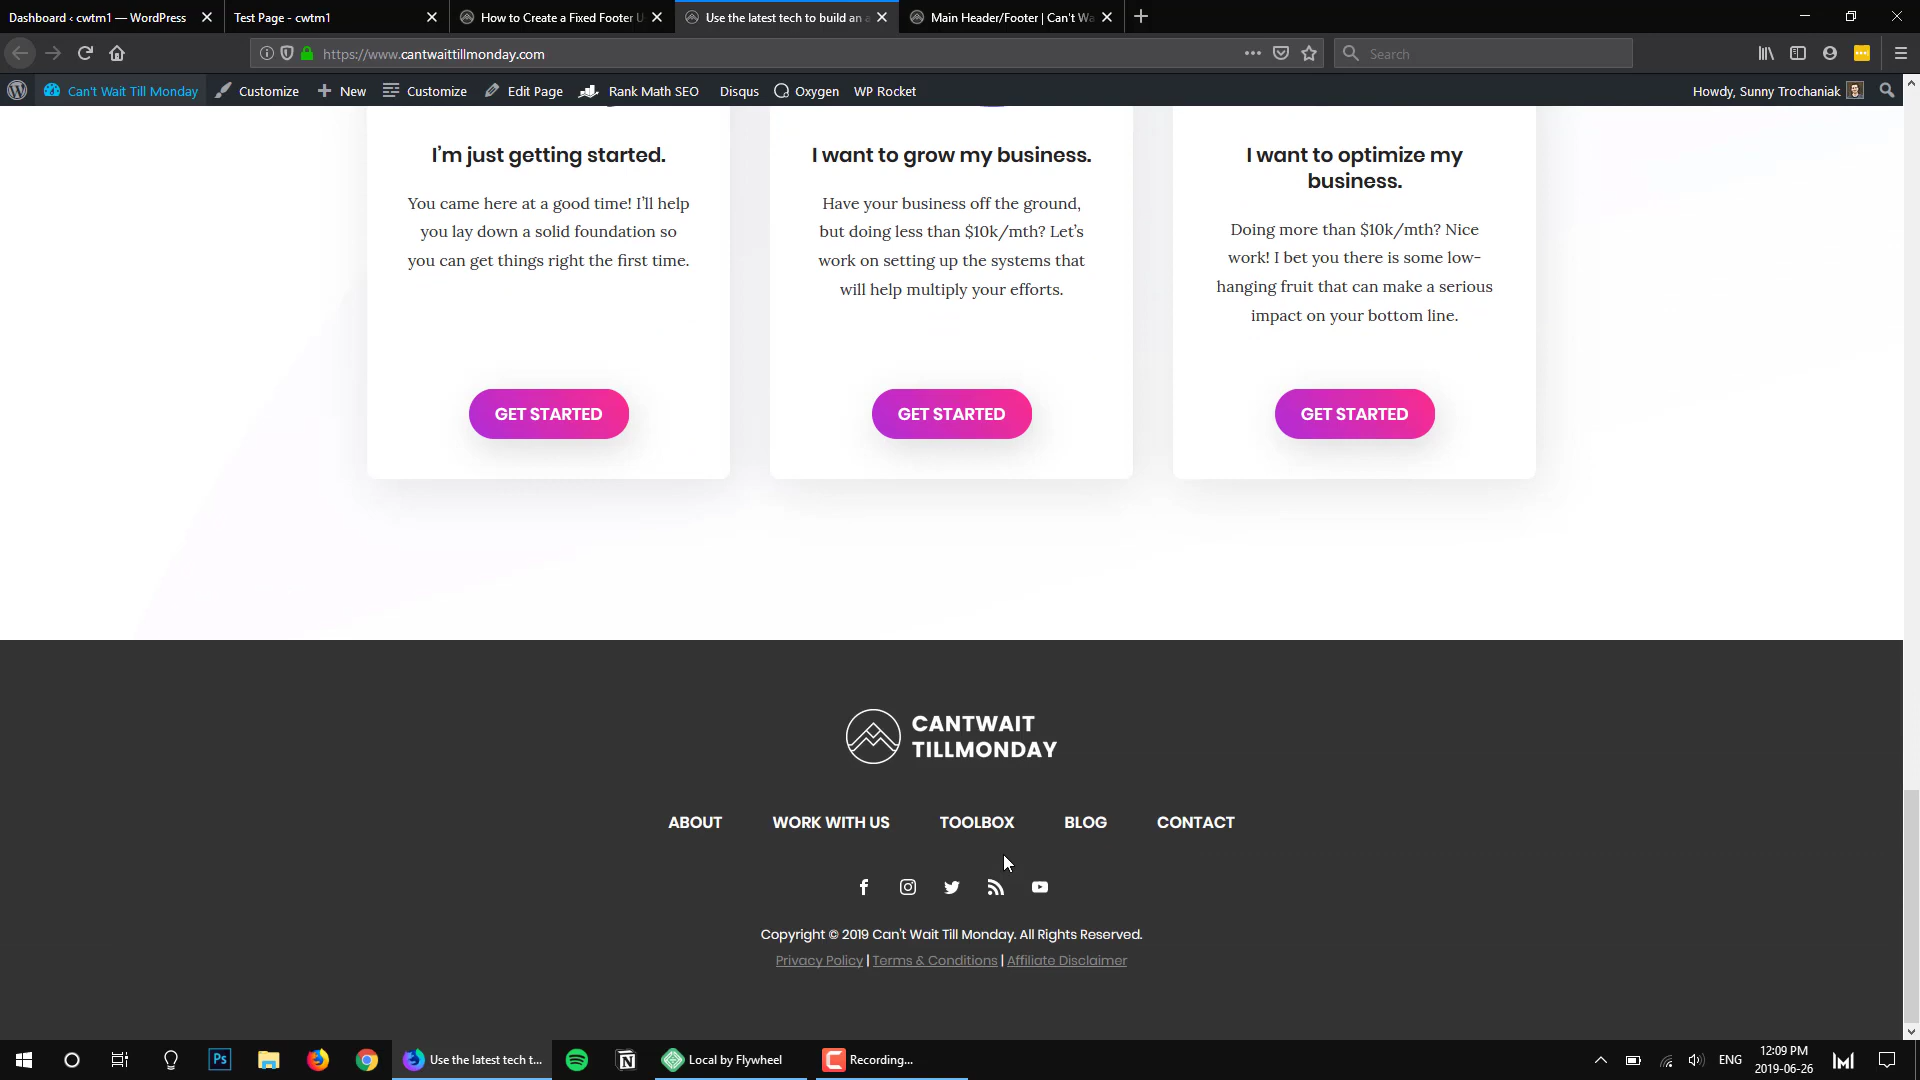 Dashboard ‹ cwtm1 — WordPress
Test Page - cwtm1
How to Create a Fixed Footer U
Use the latest tech to build an a
Main Header/Footer | Can't Wa
https://www.cantwaittillmonday.com
Search
Can't Wait Till Monday
Customize
New
Customize
Edit Page
Rank Math SEO
Disqus
Oxygen
WP Rocket
Howdy, Sunny Trochaniak
I’m just getting started.
You came here at a good time! I’ll help
you lay down a solid foundation so
you can get things right the first time.
GET STARTED
I want to grow my business.
Have your business off the ground,
but doing less than $10k/mth? Let’s
work on setting up the systems that
will help multiply your efforts.
GET STARTED
I want to optimize my
business.
Doing more than $10k/mth? Nice
work! I bet you there is some low-
hanging fruit that can make a serious
impact on your bottom line.
GET STARTED
CANTWAIT
TILLMONDAY
ABOUT
WORK WITH US
TOOLBOX
BLOG
CONTACT
Copyright © 2019 Can't Wait Till Monday. All Rights Reserved.
Privacy Policy | Terms & Conditions | Affiliate Disclaimer
Ps
Use the latest tech t...
Local by Flywheel
Recording...
ENG
12:09 PM
2019-06-26